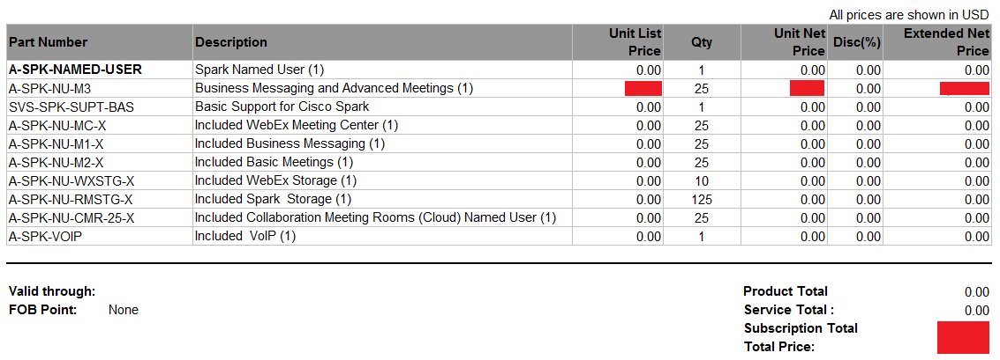 All prices are shown in USD
Part Number Description Unit List Price Qty Unit Net Price Disc(%) Extended Net Price
A-SPK-NAMED-USER Spark Named User (1) 0.00 1 0.00 0.00 0.00
A-SPK-NU-M3 Business Messaging and Advanced Meetings (1) 25 0.00
SVS-SPK-SUPT-BAS Basic Support for Cisco Spark 0.00 1 0.00 0.00 0.00
A-SPK-NU-MC-X Included WebEx Meeting Center (1) 0.00 25 0.00 0.00 0.00
A-SPK-NU-M1-X Included Business Messaging (1) 0.00 25 0.00 0.00 0.00
A-SPK-NU-M2-X Included Basic Meetings (1) 0.00 25 0.00 0.00 0.00
A-SPK-NU-WXSTG-X Included WebEx Storage (1) 0.00 10 0.00 0.00 0.00
A-SPK-NU-RMSTG-X Included Spark Storage (1) 0.00 125 0.00 0.00 0.00
A-SPK-NU-CMR-25-X Included Collaboration Meeting Rooms (Cloud) Named User (1) 0.00 25 0.00 0.00 0.00
A-SPK-VOIP Included VoIP (1) 0.00 1 0.00 0.00 0.00
Valid through: Product Total 0.00
FOB Point: None Service Total : 0.00
Subscription Total
Total Price: